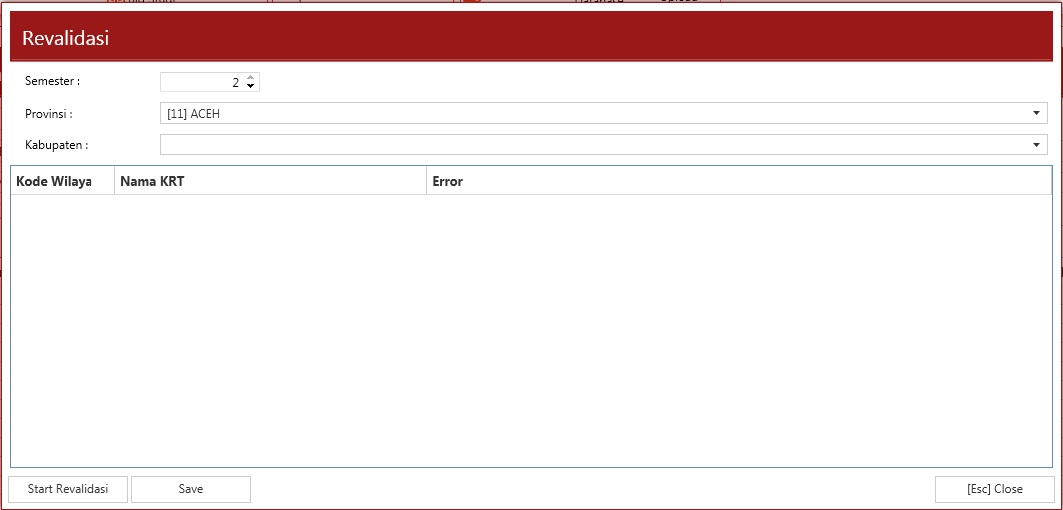 Revalidasi
Semester :
2
Provinsi :
[11] ACEH
Kabupaten :
Kode Wilaya
Nama KRT
Error
Start Revalidasi
Save
[Esc] Close